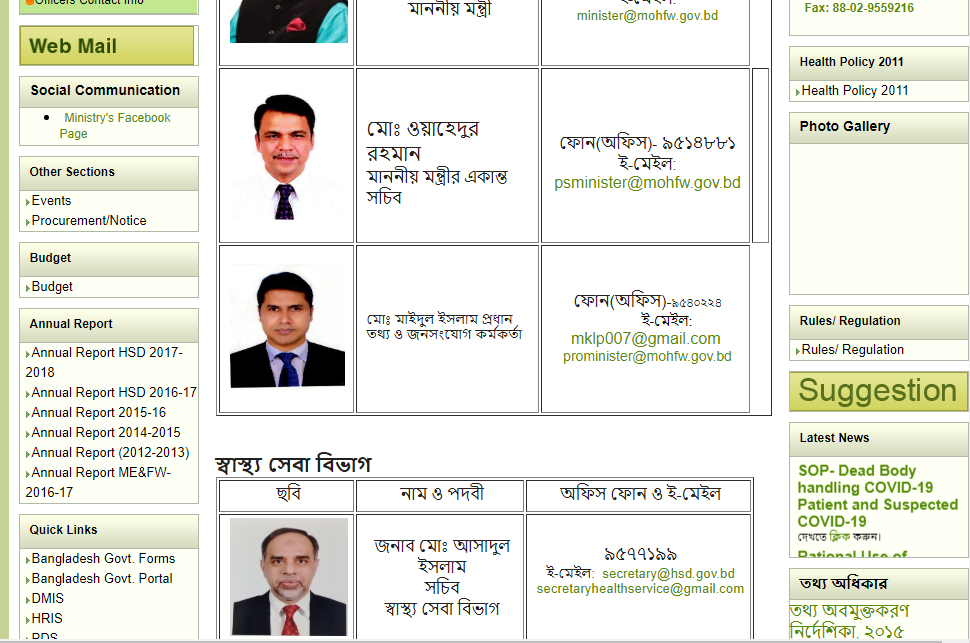 Officers Contact Info
Web Mail
Social Communication
Ministry's Facebook
Page
Other Sections
Events
Procurement/Notice
Budget
Budget
Annual Report
Annual Report HSD 2017-
2018
Annual Report HSD 2016-17
Annual Report 2015-16
Annual Report 2014-2015
Annual Report (2012-2013)
Annual Report ME&FW-
2016-17
Quick Links
Bangladesh Govt. Forms
Bangladesh Govt. Portal
DMIS
HRIS
মাননীয় মন্ত্রী
ই-মেইল:
minister@mohfw.gov.bd
মোঃ ওয়াহেদুর
রহমান
মাননীয় মন্ত্রীর একান্ত
সচিব
ফোন(অফিস)- ৯৫১৪৮৮১
ই-মেইল:
psminister@mohfw.gov.bd
মোঃ মাইদুল ইসলাম প্রধান
তথ্য ও জনসংযোগ কর্মকর্তা
ফোন(অফিস)-৯৫৪০২২৪
ই-মেইল:
mklp007@gmail.com
prominister@mohfw.gov.bd
স্বাস্থ্য সেবা বিভাগ
ছবি
নাম ও পদবী
অফিস ফোন ও ই-মেইল
জনাব মোঃ আসাদুল
ইসলাম
সচিব
স্বাস্থ্য সেবা বিভাগ
৯৫৭৭১৯৯
ই-মেইল: secretary@hsd.gov.bd
secretaryhealthservice@gmail.com
Fax: 88-02-9559216
Health Policy 2011
Health Policy 2011
Photo Gallery
Rules/ Regulation
Rules/ Regulation
Suggestion
Latest News
SOP- Dead Body
handling COVID-19
Patient and Suspected
COVID-19
দেখতে ক্লিক করুন।
Rational Use of
তথ্য অধিকার
তথ্য অবমুক্তকরণ
নির্দেশিকা, ২০১৫